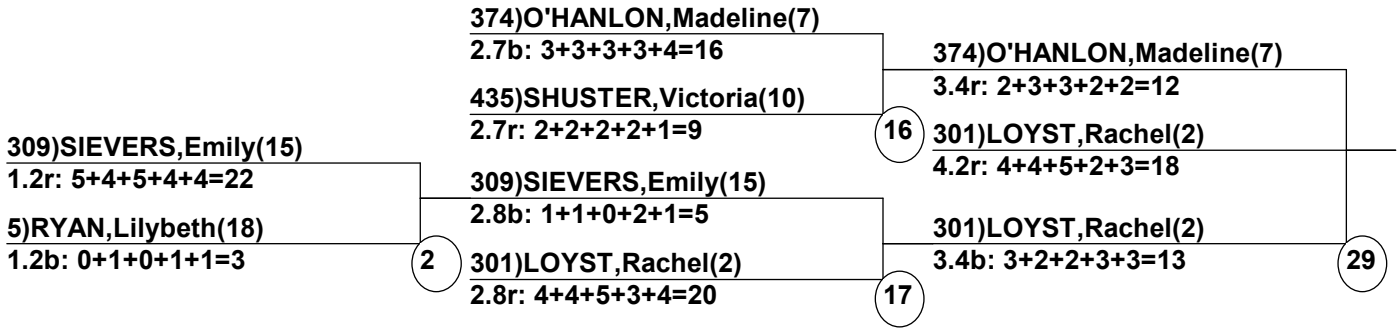 309)SIEVERS,Emily(15)
1.2r: 5+4+5+4+4=22
5)RYAN,Lilybeth(18)
1.2b: 0+1+0+1+1=3
2
374)O'HANLON,Madeline(7)
2.7b: 3+3+3+3+4=16
435)SHUSTER,Victoria(10)
2.7r: 2+2+2+2+1=9
16
309)SIEVERS,Emily(15)
2.8b: 1+1+0+2+1=5
301)LOYST,Rachel(2)
2.8r: 4+4+5+3+4=20
17
374)O'HANLON,Madeline(7)
3.4r: 2+3+3+2+2=12
301)LOYST,Rachel(2)
4.2r: 4+4+5+2+3=18
301)LOYST,Rachel(2)
3.4b: 3+2+2+3+3=13
29